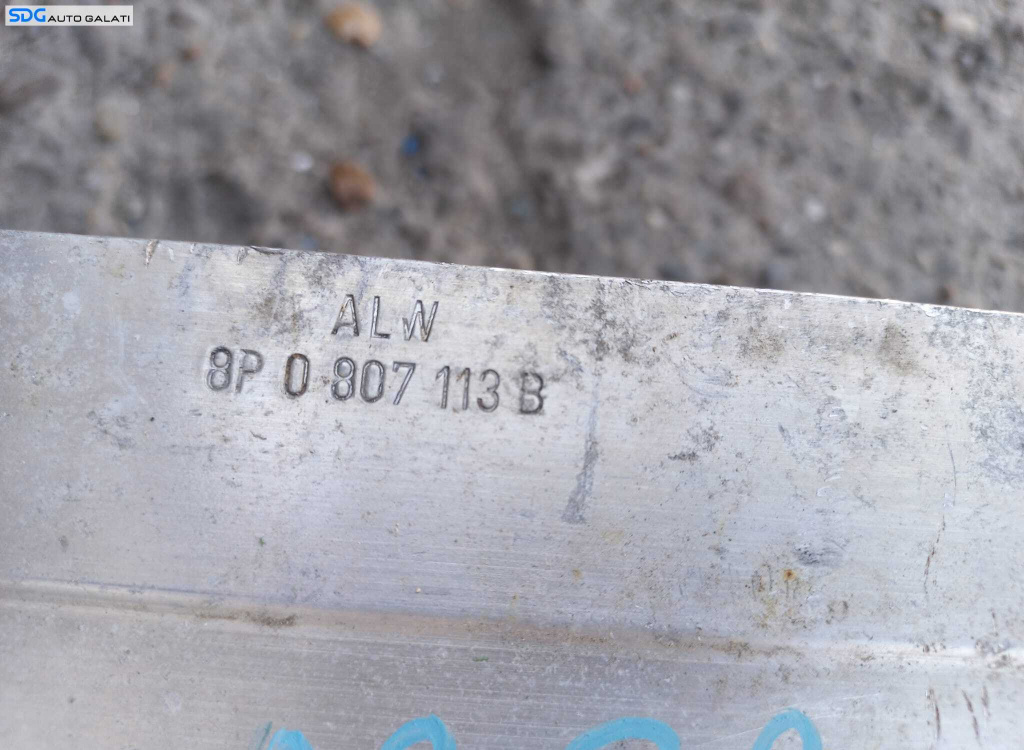 SDG AUTO GALATI
ALW
8P 0 807 113 B